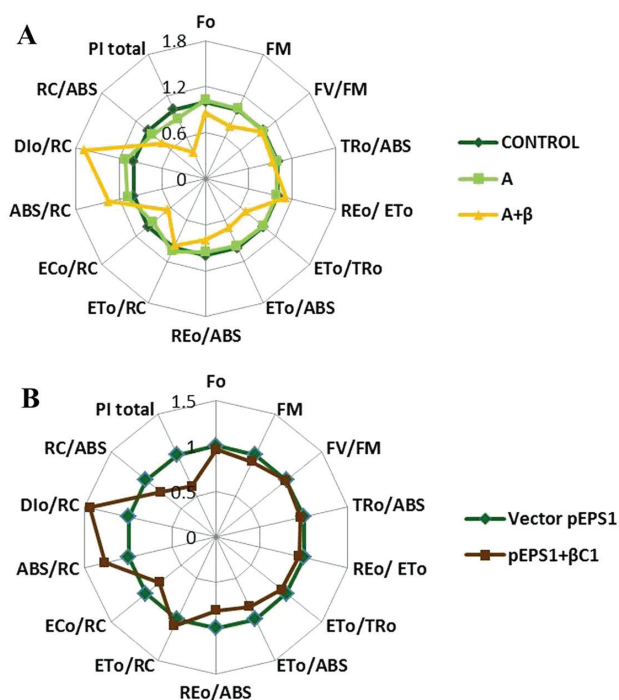 A
Fo
1.8
PI total
FM
1.2
RC/ABS
FV/FM
0.6
DIo/RC
TRo/ABS
CONTROL
0
A
ABS/RC
REo/ ETo
A+β
ECo/RC
ETo/TRo
ETo/RC
ETo/ABS
REo/ABS
B
Fo
1.5
PI total
FM
1
RC/ABS
FV/FM
0.5
DIo/RC
TRo/ABS
Vector pEPS1
0
pEPS1+βC1
ABS/RC
REo/ ETo
ECo/RC
ETo/TRo
ETo/RC
ETo/ABS
REo/ABS